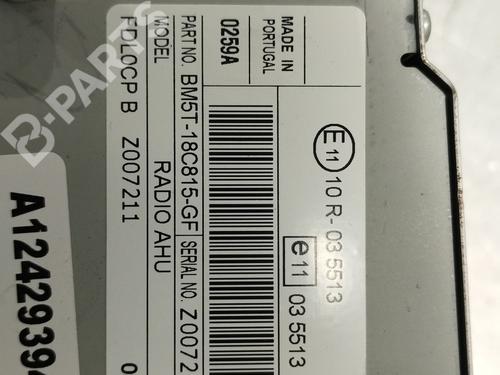 B-PARTS
MADE IN
PORTUGAL
0259A
E 11 10 R - 03 5513
e 11 03 5513
PART NO. BM5T-18C815-GF SERIAL NO. Z0072
MODEL RADIO AHU
FDLOCP B Z007211
A12429394